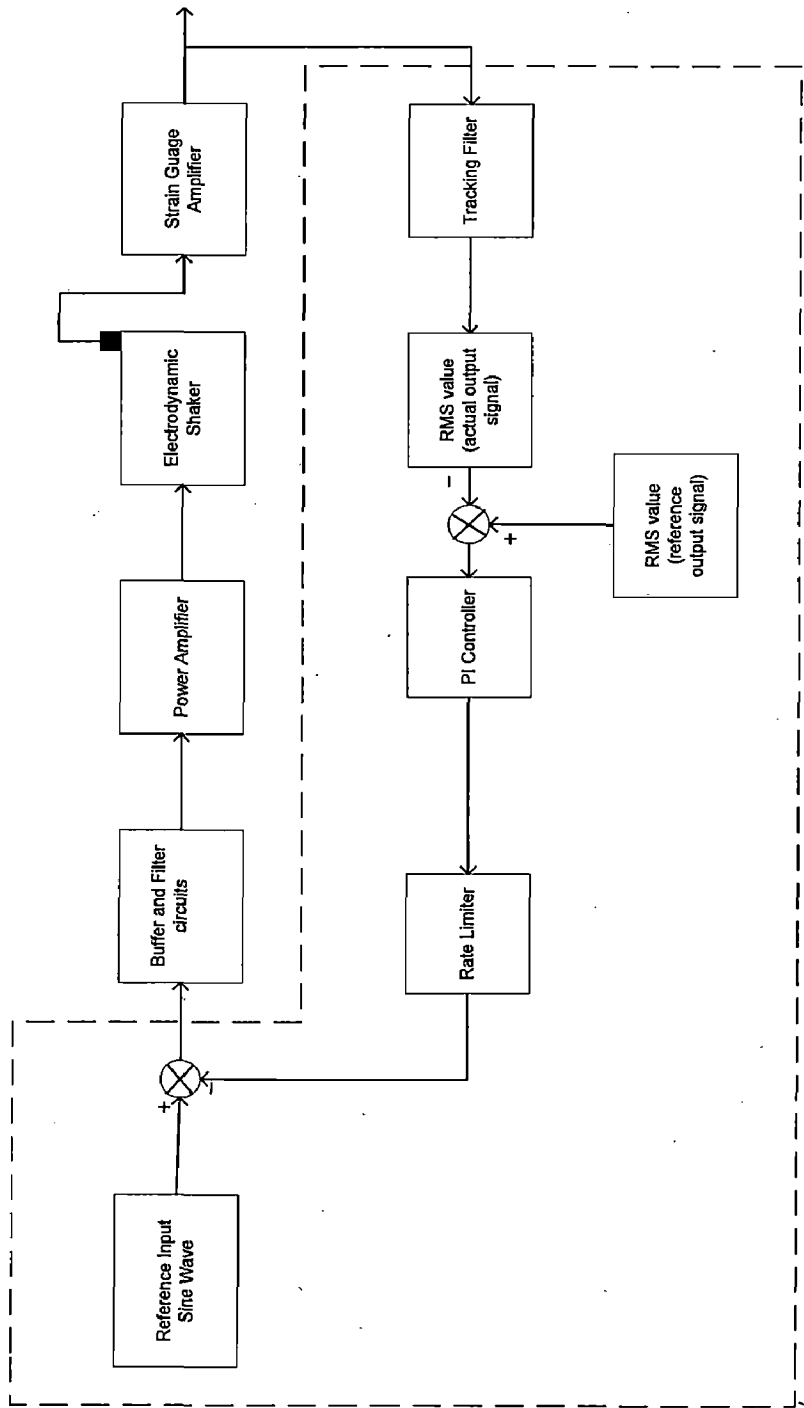 Reference Input
Sine Wave
+
−
Buffer and Filter
circuits
Power Amplifier
Electrodynamic
Shaker
Strain Guage
Amplifier
Tracking Filter
RMS value
(actual output
signal)
−
+
RMS value
(reference
output signal)
PI Controller
Rate Limiter